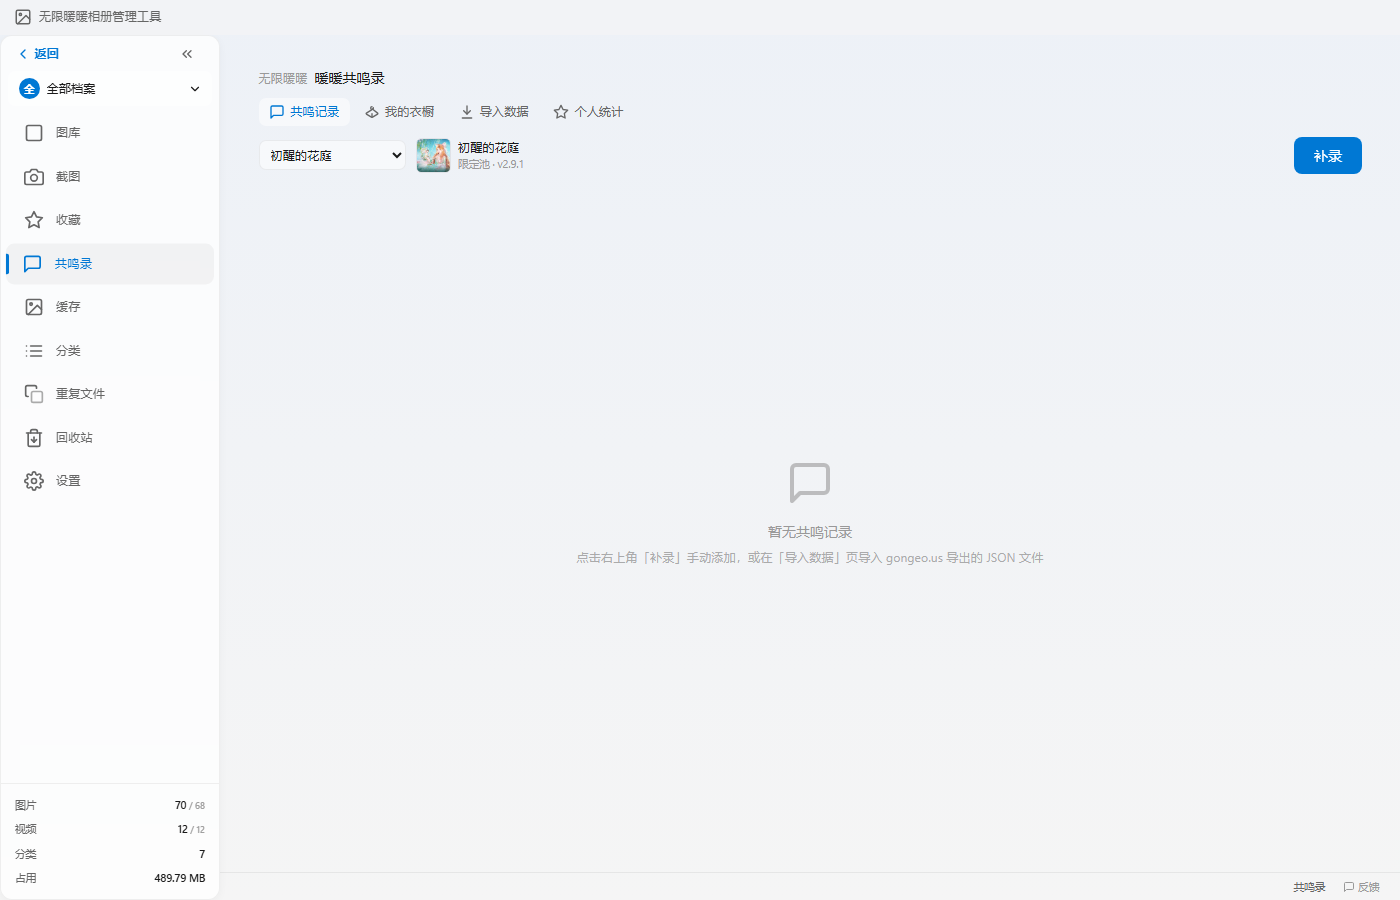 无限暖暖相册管理工具
返回
全 全部档案
图库
截图
收藏
共鸣录
缓存
分类
重复文件
回收站
设置
图片 70 / 68
视频 12 / 12
分类 7
占用 489.79 MB
无限暖暖 暖暖共鸣录
共鸣记录 我的衣橱 导入数据 个人统计
初醒的花庭
初醒的花庭
限定池 · v2.9.1
补录
暂无共鸣记录
点击右上角「补录」手动添加，或在「导入数据」页导入 gongeo.us 导出的 JSON 文件
共鸣录 反馈